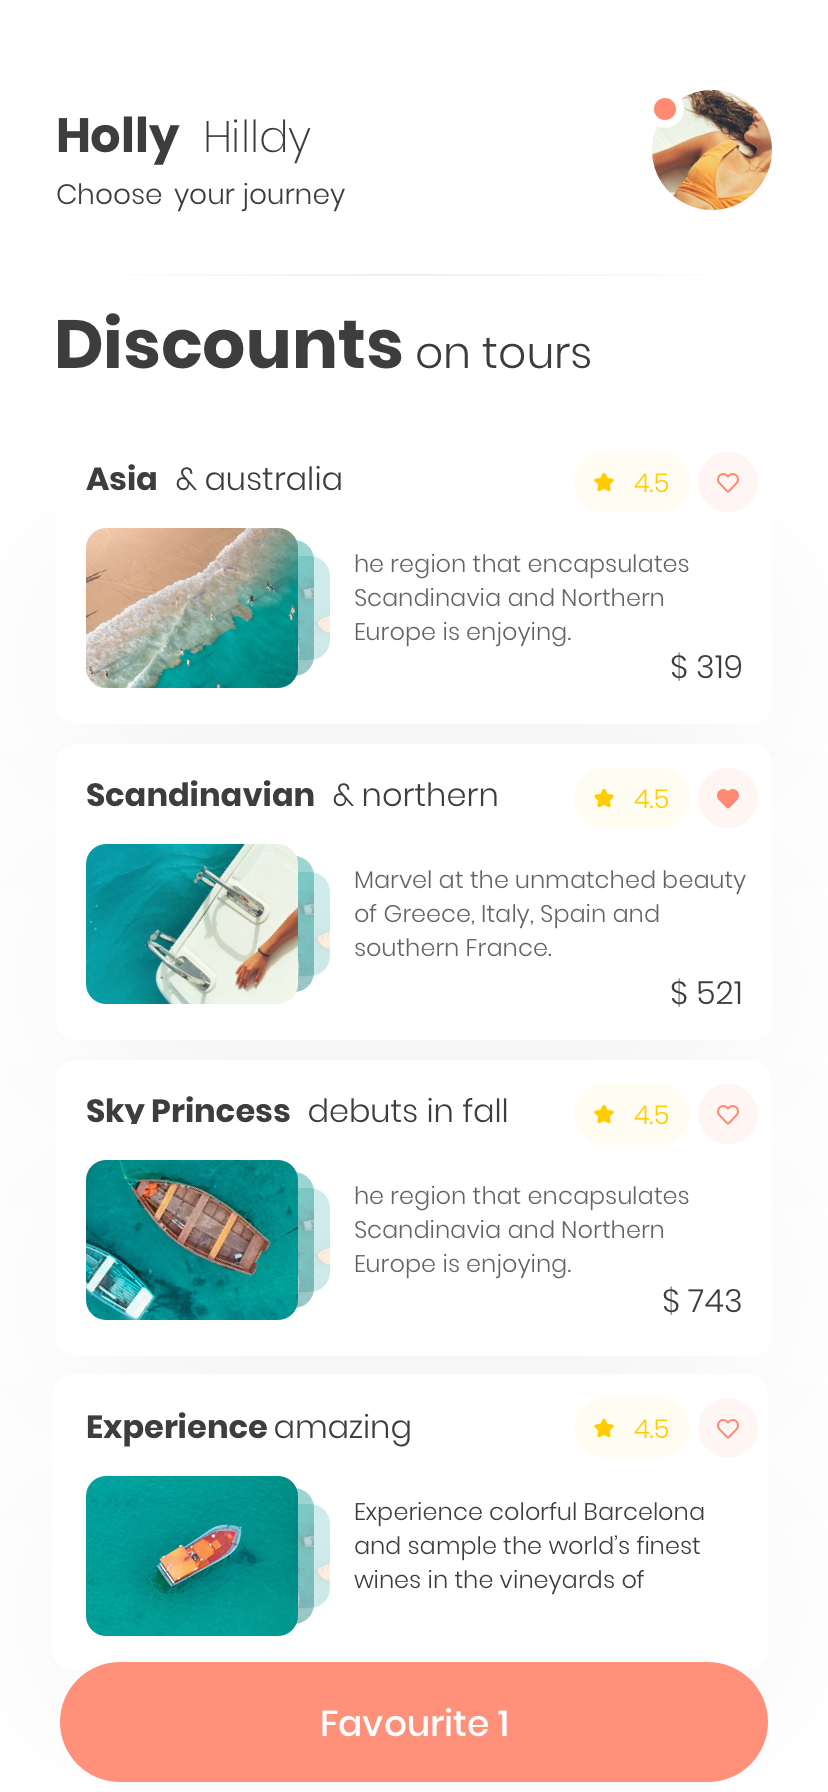 Holly Hilldy
Choose your journey
Discounts on tours
Asia & australia
4.5
he region that encapsulates
Scandinavia and Northern
Europe is enjoying.
$ 319
Scandinavian & northern
4.5
Marvel at the unmatched beauty
of Greece, Italy, Spain and
southern France.
$ 521
Sky Princess debuts in fall
4.5
he region that encapsulates
Scandinavia and Northern
Europe is enjoying.
$ 743
Experience amazing
4.5
Experience colorful Barcelona
and sample the world’s finest
wines in the vineyards of
Favourite 1